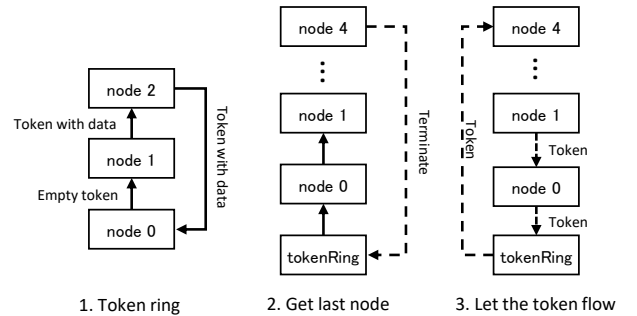 node 2
Token with data
node 1
Empty token
node 0
Token with data
1. Token ring
node 4
⋮
node 1
node 0
tokenRing
Terminate
2. Get last node
node 4
⋮
node 1
Token
node 0
Token
tokenRing
Token
3. Let the token flow